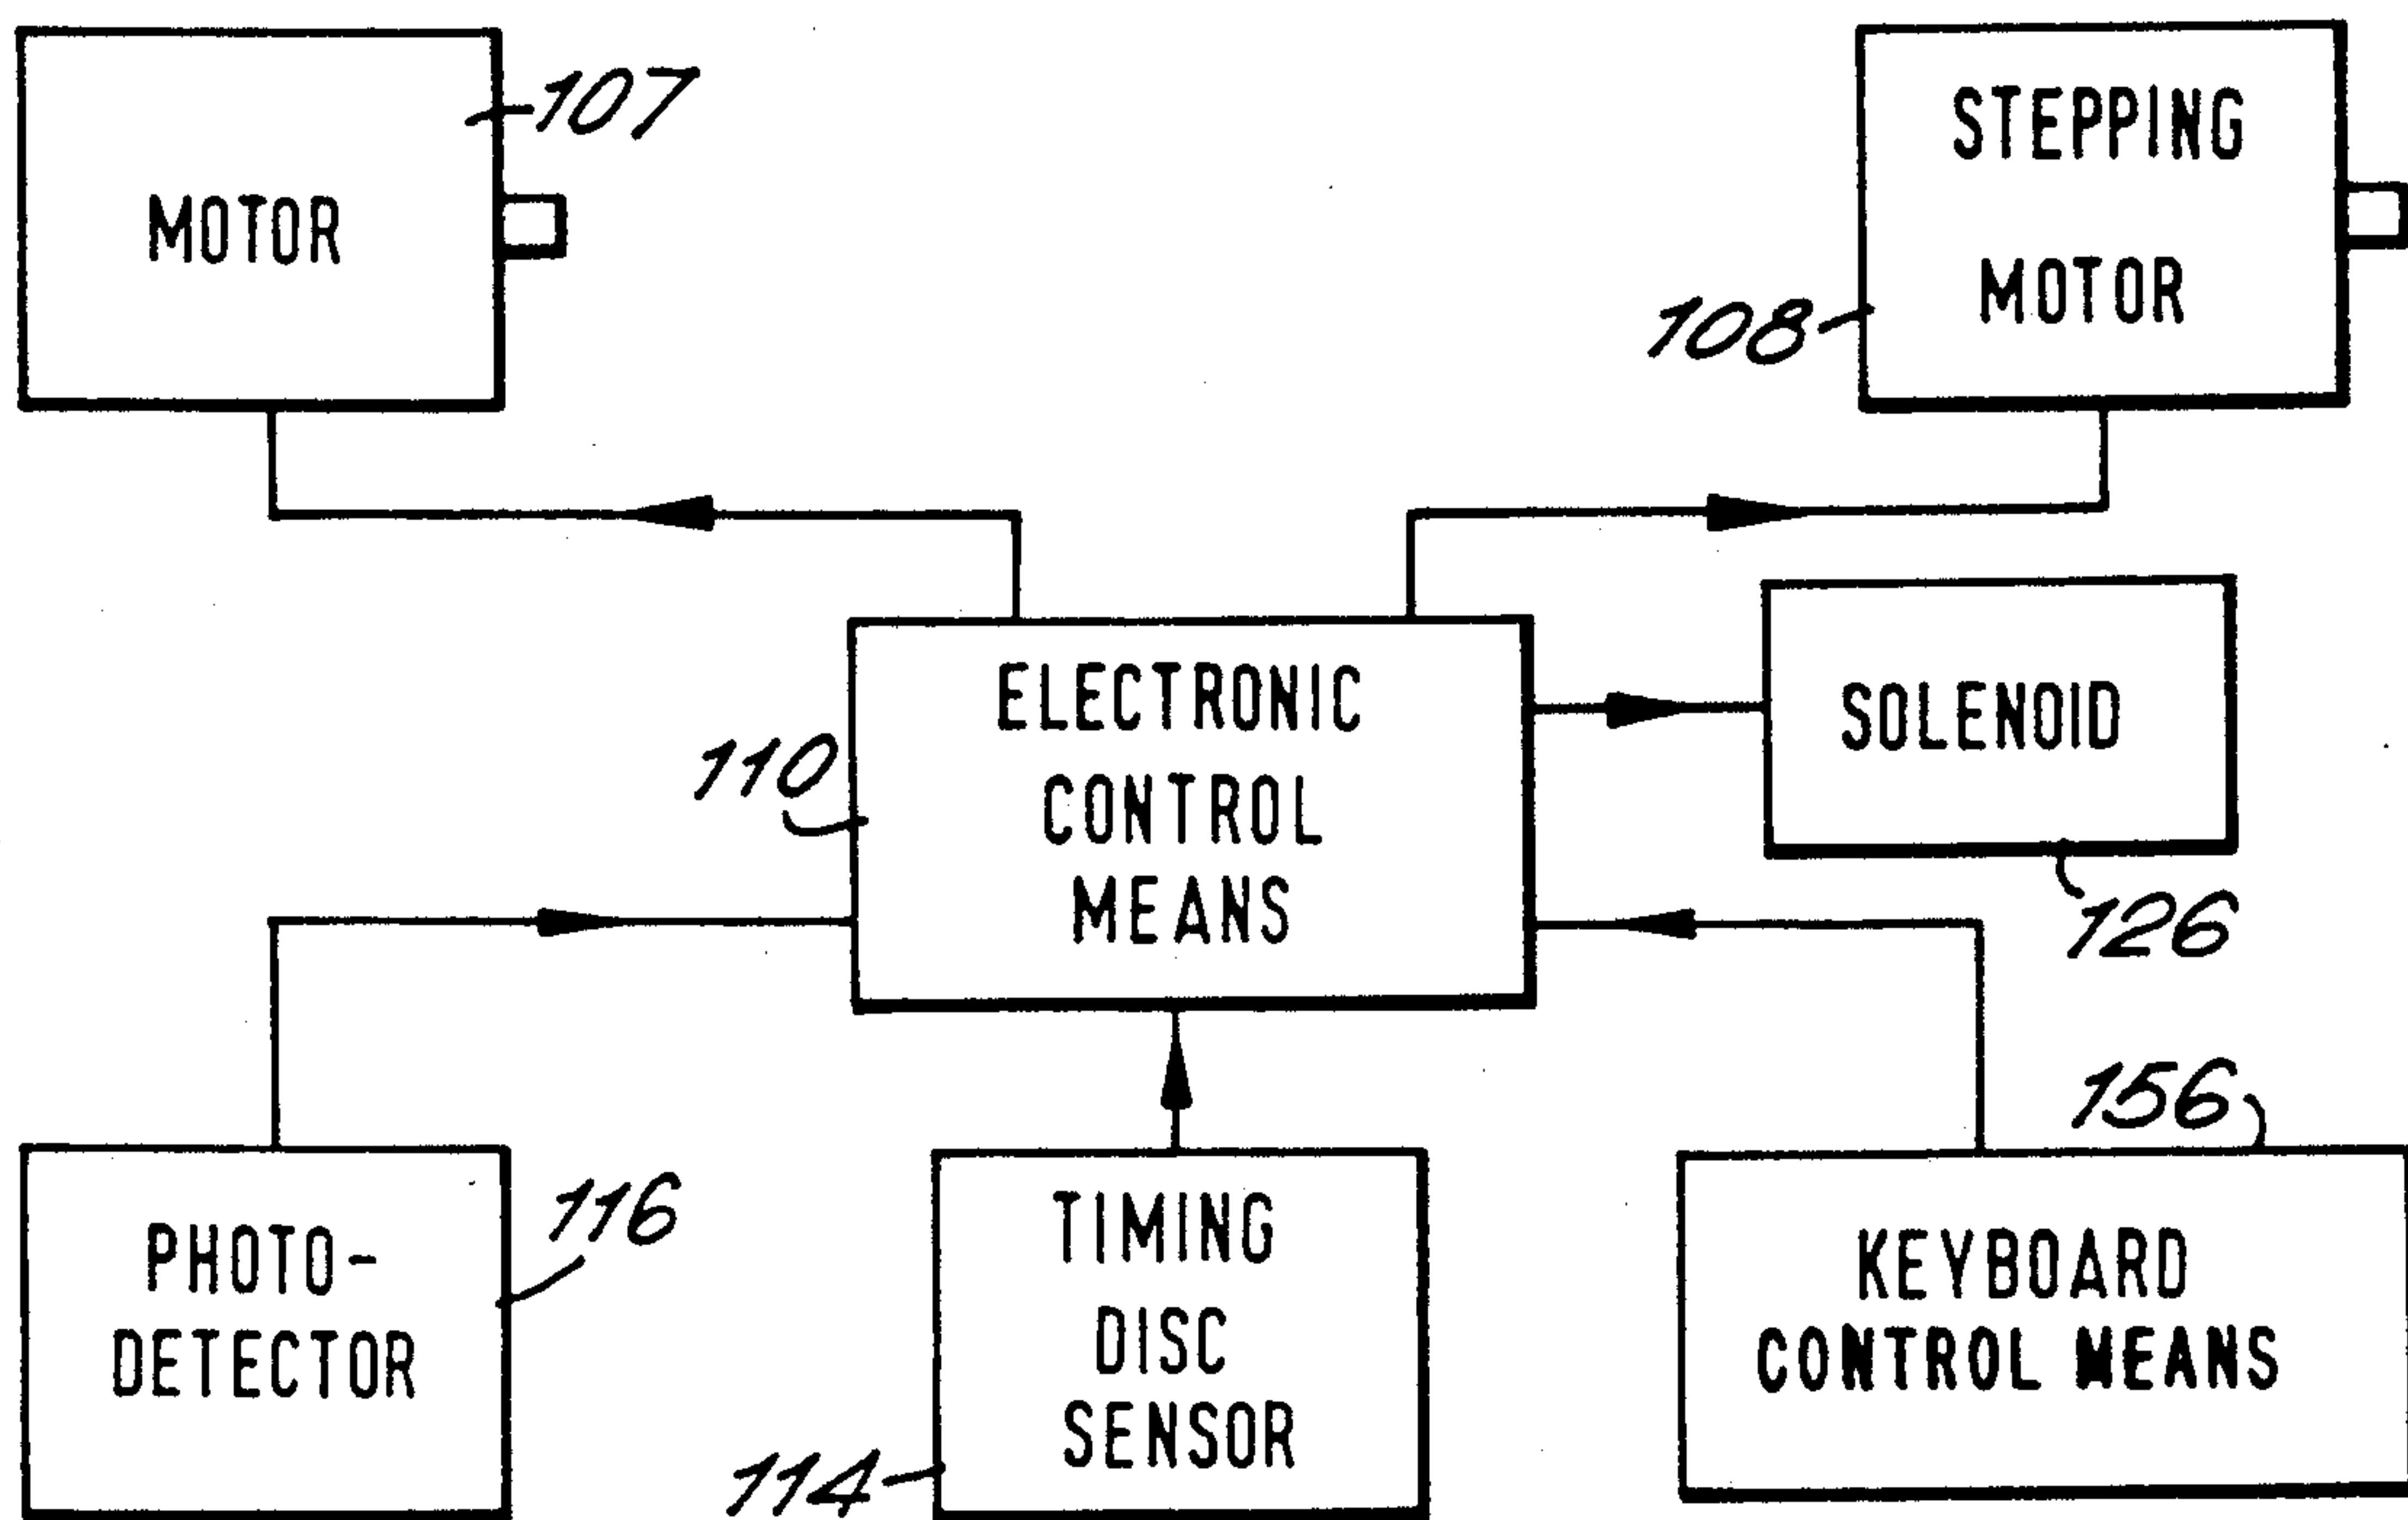 107
MOTOR
STEPPING
MOTOR
108
ELECTRONIC
CONTROL
MEANS
110
SOLENOID
126
PHOTO-
DETECTOR
116
TIMING
DISC
SENSOR
114
156
KEYBOARD
CONTROL MEANS